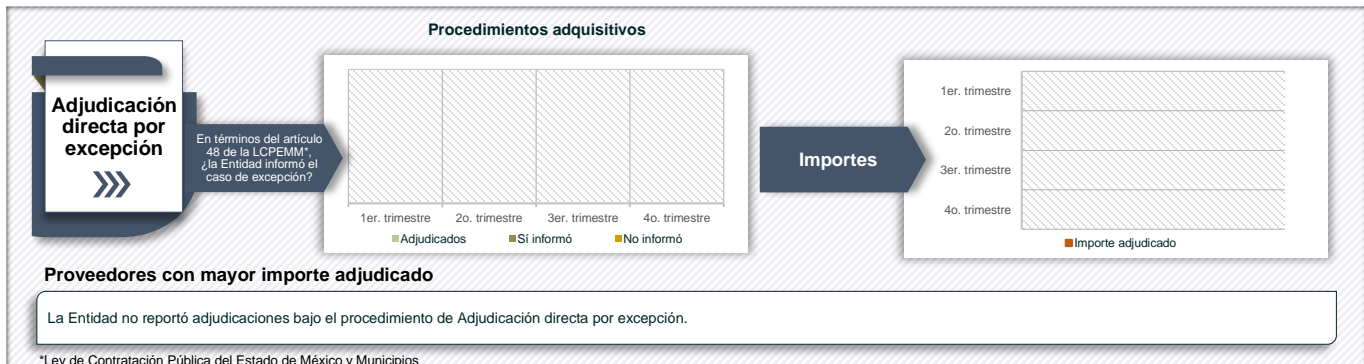 Procedimientos adquisitivos
Adjudicación
directa por
excepción
En términos del artículo
48 de la LCPEMM*,
¿la Entidad informó el
caso de excepción?
1er. trimestre 2o. trimestre 3er. trimestre 4o. trimestre
Adjudicados Sí informó No informó
Importes
1er. trimestre
2o. trimestre
3er. trimestre
4o. trimestre
Importe adjudicado
Proveedores con mayor importe adjudicado
La Entidad no reportó adjudicaciones bajo el procedimiento de Adjudicación directa por excepción.
*Ley de Contratación Pública del Estado de México y Municipios